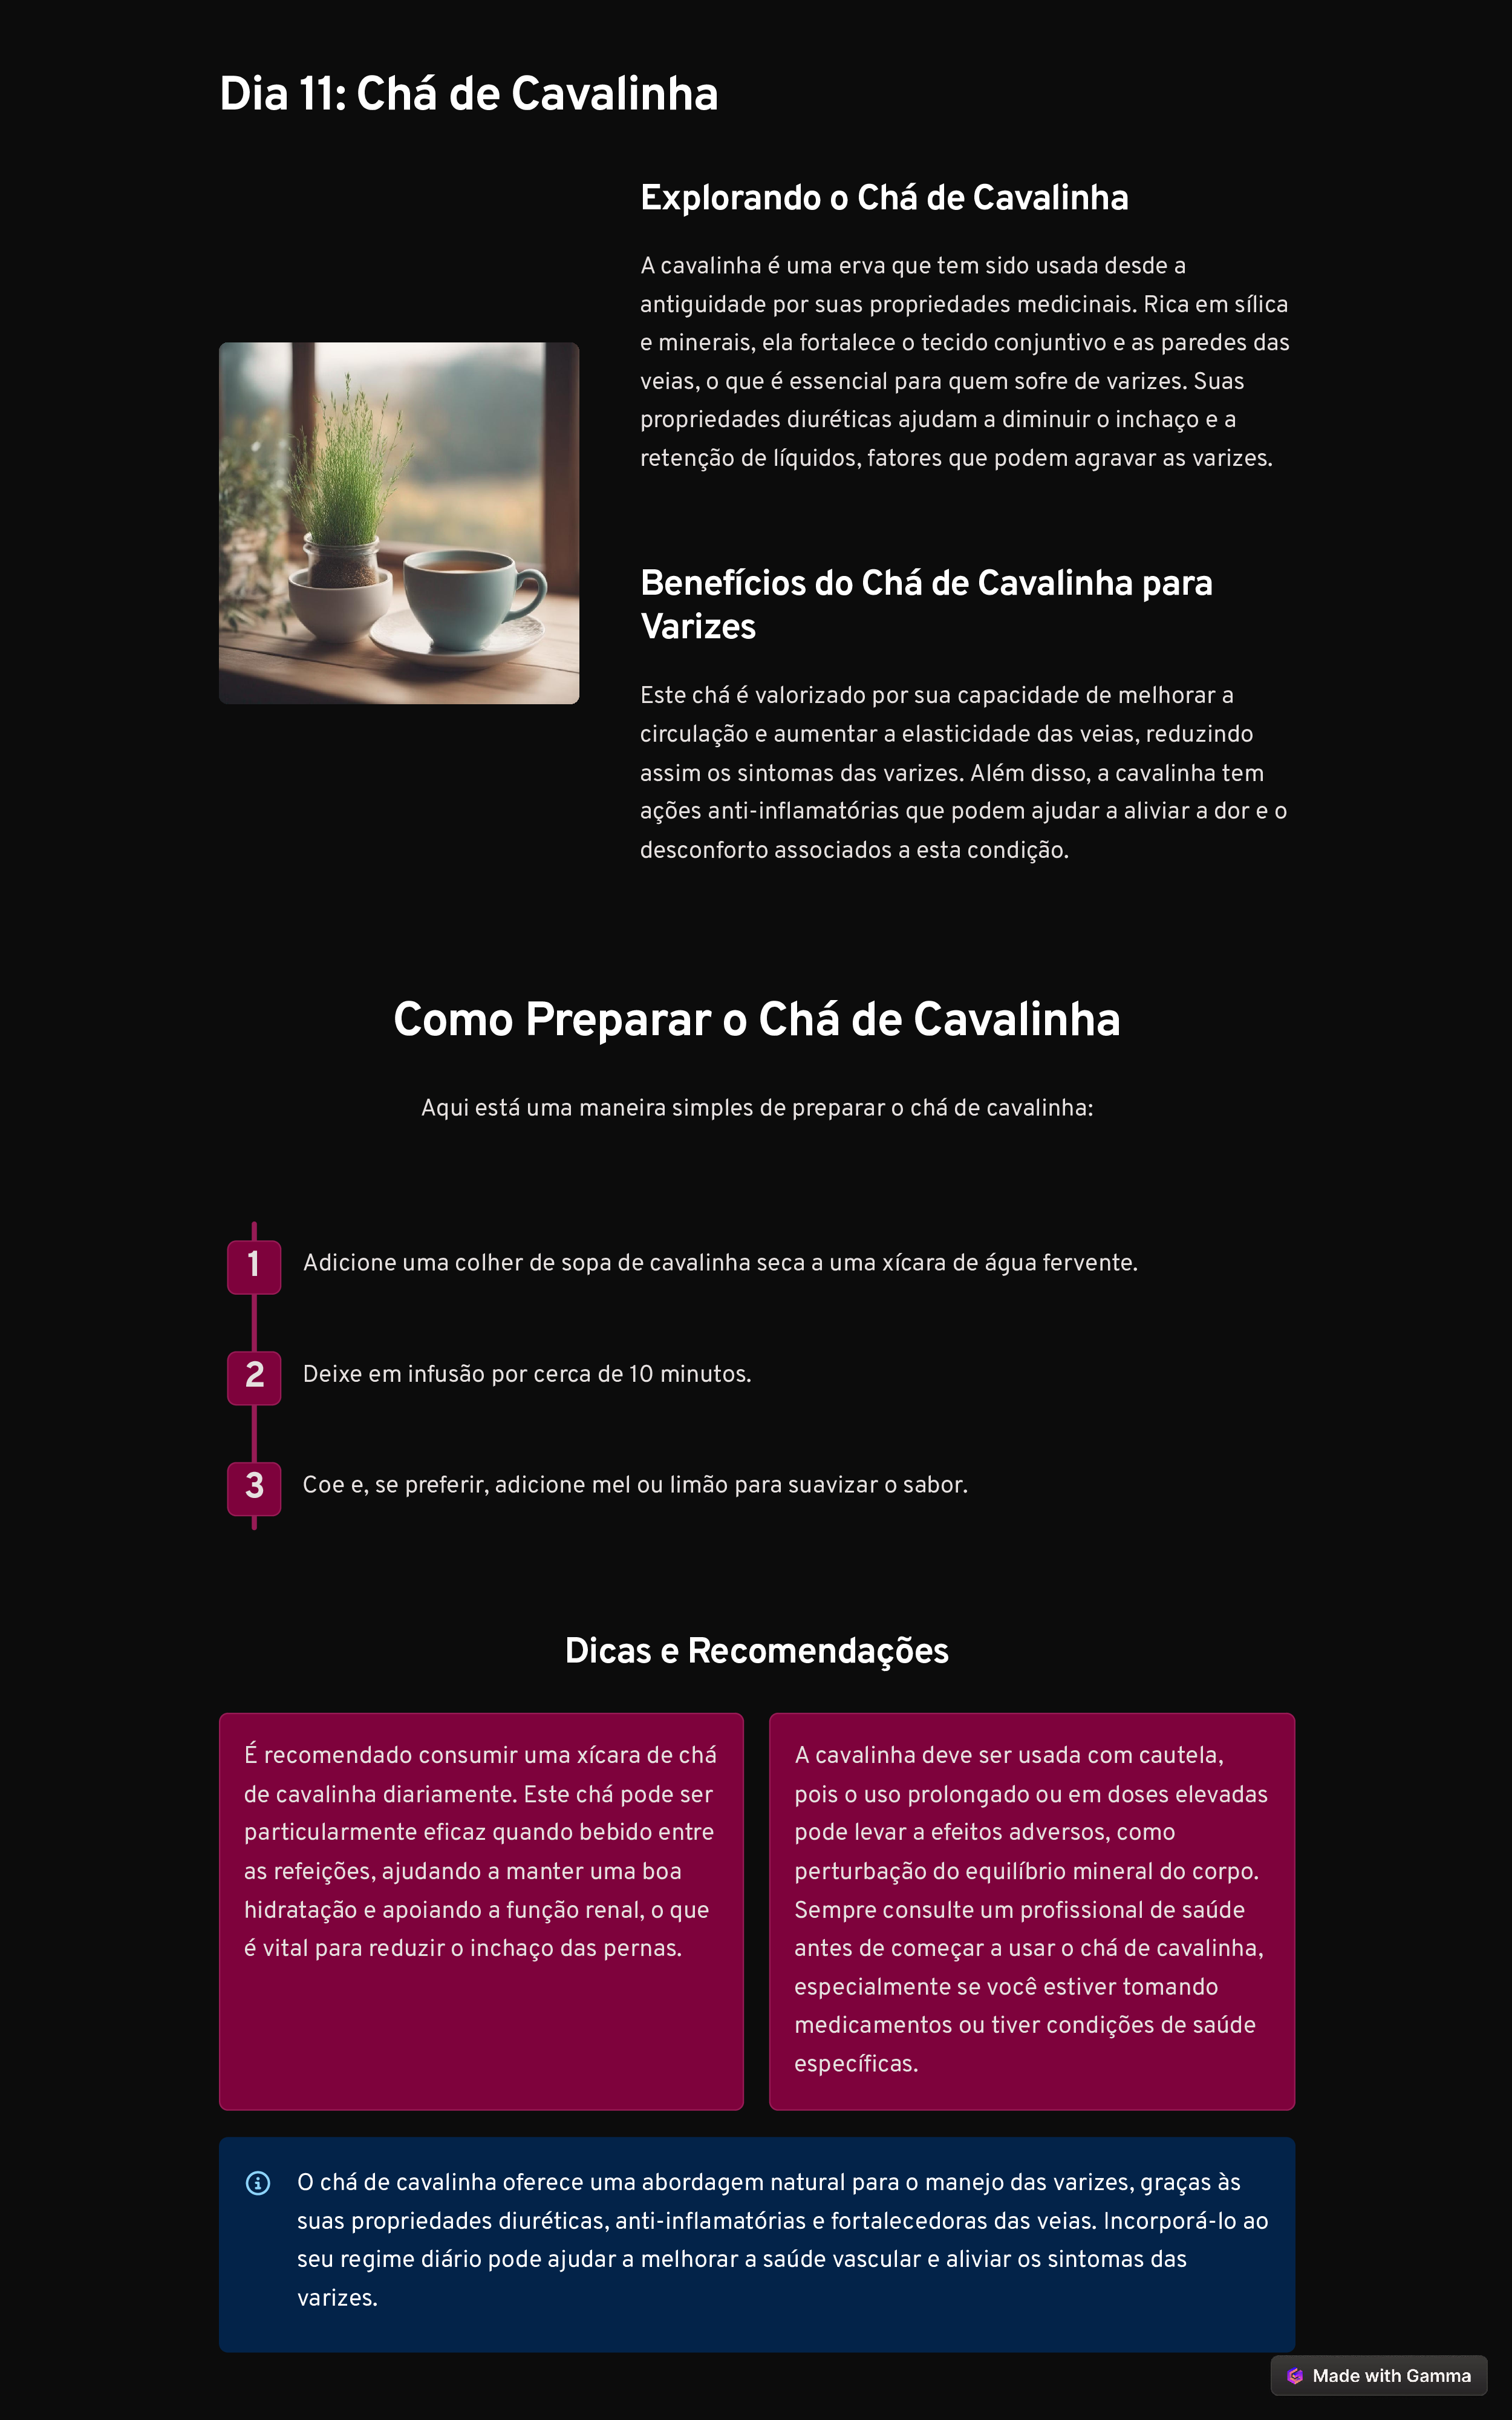 Dia 11: Chá de Cavalinha
Explorando o Chá de Cavalinha
A cavalinha é uma erva que tem sido usada desde a
antiguidade por suas propriedades medicinais. Rica em sílica
e minerais, ela fortalece o tecido conjuntivo e as paredes das
veias, o que é essencial para quem sofre de varizes. Suas
propriedades diuréticas ajudam a diminuir o inchaço e a
retenção de líquidos, fatores que podem agravar as varizes.
Benefícios do Chá de Cavalinha para
Varizes
Este chá é valorizado por sua capacidade de melhorar a
circulação e aumentar a elasticidade das veias, reduzindo
assim os sintomas das varizes. Além disso, a cavalinha tem
ações anti-inflamatórias que podem ajudar a aliviar a dor e o
desconforto associados a esta condição.
Como Preparar o Chá de Cavalinha
Aqui está uma maneira simples de preparar o chá de cavalinha:
1 Adicione uma colher de sopa de cavalinha seca a uma xícara de água fervente.
2 Deixe em infusão por cerca de 10 minutos.
3 Coe e, se preferir, adicione mel ou limão para suavizar o sabor.
Dicas e Recomendações
É recomendado consumir uma xícara de chá
de cavalinha diariamente. Este chá pode ser
particularmente eficaz quando bebido entre
as refeições, ajudando a manter uma boa
hidratação e apoiando a função renal, o que
é vital para reduzir o inchaço das pernas.
A cavalinha deve ser usada com cautela,
pois o uso prolongado ou em doses elevadas
pode levar a efeitos adversos, como
perturbação do equilíbrio mineral do corpo.
Sempre consulte um profissional de saúde
antes de começar a usar o chá de cavalinha,
especialmente se você estiver tomando
medicamentos ou tiver condições de saúde
específicas.
O chá de cavalinha oferece uma abordagem natural para o manejo das varizes, graças às
suas propriedades diuréticas, anti-inflamatórias e fortalecedoras das veias. Incorporá-lo ao
seu regime diário pode ajudar a melhorar a saúde vascular e aliviar os sintomas das
varizes.
Made with Gamma